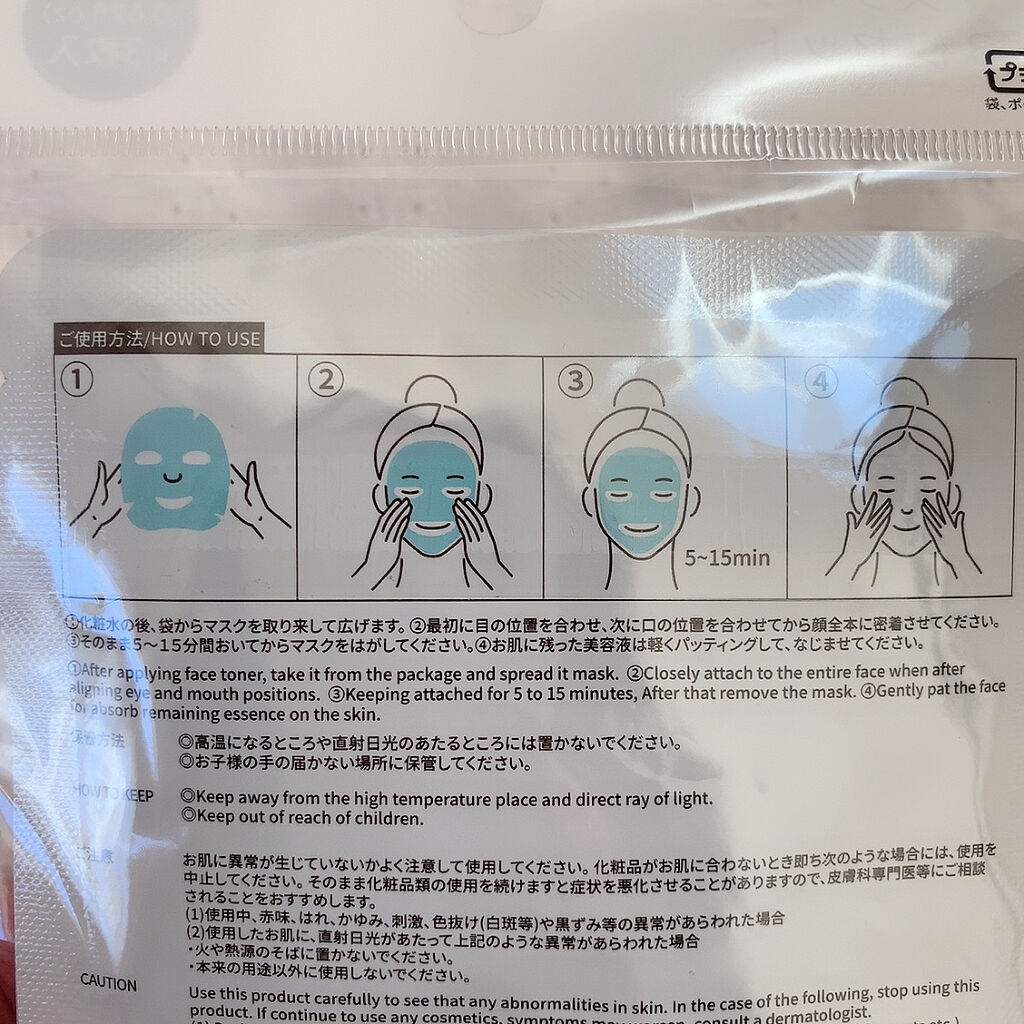 プラ
袋、ポ
ご使用方法/HOW TO USE
① ② ③ ④
5~15min
①化粧水の後、袋からマスクを取り来して広げます。②最初に目の位置を合わせ、次に口の位置を合わせてから顔全本に密着させてください。
③そのまま5～15分間おいてからマスクをはがしてください。④お肌に残った美容液は軽くパッティングして、なじませてください。
①After applying face toner, take it from the package and spread it mask. ②Closely attach to the entire face when after
aligning eye and mouth positions. ③Keeping attached for 5 to 15 minutes, After that remove the mask. ④Gently pat the face
for absorb remaining essence on the skin.
保管方法
◎高温になるところや直射日光のあたるところには置かないでください。
◎お子様の手の届かない場所に保管してください。
HOW TO KEEP
◎Keep away from the high temperature place and direct ray of light.
◎Keep out of reach of children.
ご注意
お肌に異常が生じていないかよく注意して使用してください。化粧品がお肌に合わないとき即ち次のような場合には、使用を
中止してください。そのまま化粧品類の使用を続けますと症状を悪化させることがありますので、皮膚科専門医等にご相談
されることをおすすめします。
(1)使用中、赤味、はれ、かゆみ、刺激、色抜け(白斑等)や黒ずみ等の異常があらわれた場合
(2)使用したお肌に、直射日光があたって上記のような異常があらわれた場合
・火や熱源のそばに置かないでください。
・本来の用途以外に使用しないでください。
CAUTION
Use this product carefully to see that any abnormalities in skin. In the case of the following, stop using this
product. If continue to use any cosmetics, symptoms may worsen, consult a dermatologist.